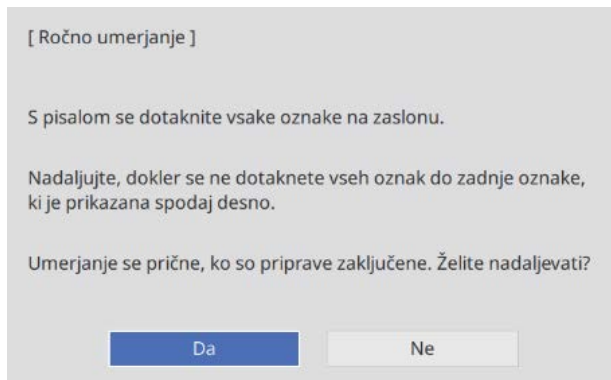 [ Ročno umerjanje ]
S pisalom se dotaknite vsake oznake na zaslonu.
Nadaljujte, dokler se ne dotaknete vseh oznak do zadnje oznake,
ki je prikazana spodaj desno.
Umerjanje se prične, ko so priprave zaključene. Želite nadaljevati?
Da
Ne